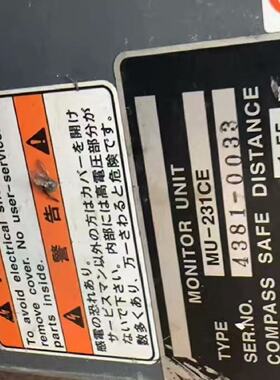 To avoid electrical
remove cover. No user-service
parts inside.
警 告
感電の恐れあり。
サービスマン以外の方はカバーを開け
ないで下さい。内部には高電圧部分が
数多くあり、万一さわると危険です。
MONITOR UNIT
TYPE MU-231CE
SER.NO. 4381-0033
COMPASS SAFE DISTANCE